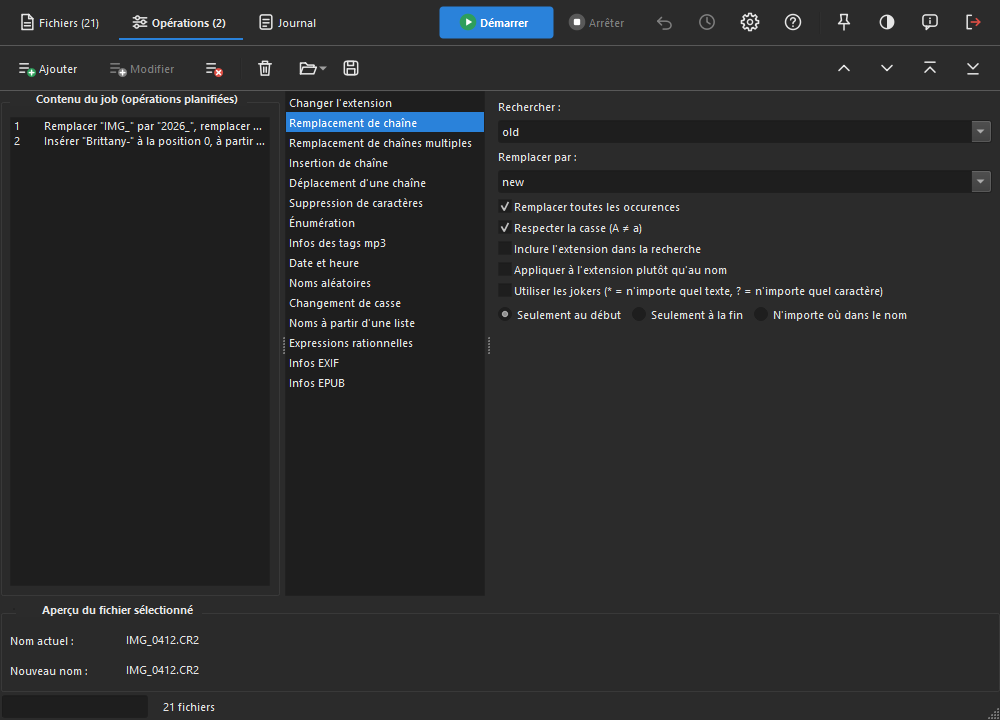 Fichiers (21)
Opérations (2)
Journal
Démarrer
Arrêter
Ajouter
Modifier
Contenu du job (opérations planifiées)
1 Remplacer "IMG_" par "2026_", remplacer ...
2 Insérer "Brittany-" à la position 0, à partir ...
Changer l'extension
Remplacement de chaîne
Remplacement de chaînes multiples
Insertion de chaîne
Déplacement d'une chaîne
Suppression de caractères
Énumération
Infos des tags mp3
Date et heure
Noms aléatoires
Changement de casse
Noms à partir d'une liste
Expressions rationnelles
Infos EXIF
Infos EPUB
Rechercher :
old
Remplacer par :
new
Remplacer toutes les occurences
Respecter la casse (A ≠ a)
Inclure l'extension dans la recherche
Appliquer à l'extension plutôt qu'au nom
Utiliser les jokers (* = n'importe quel texte, ? = n'importe quel caractère)
Seulement au début
Seulement à la fin
N'importe où dans le nom
Aperçu du fichier sélectionné
Nom actuel : IMG_0412.CR2
Nouveau nom : IMG_0412.CR2
21 fichiers